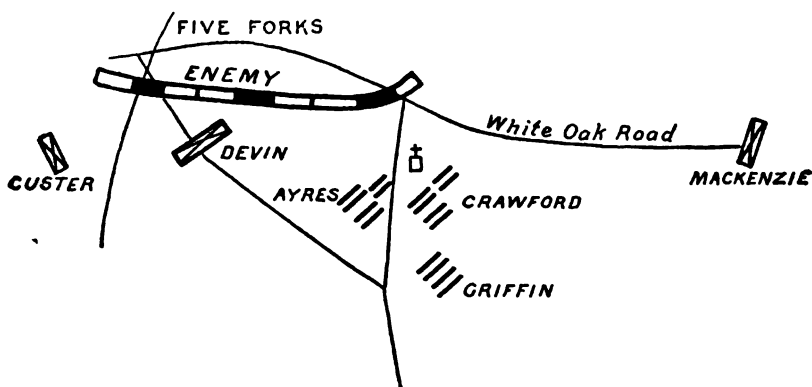 FIVE FORKS
ENEMY
White Oak Road
DEVIN
CUSTER
MACKENZIE
AYRES
CRAWFORD
GRIFFIN